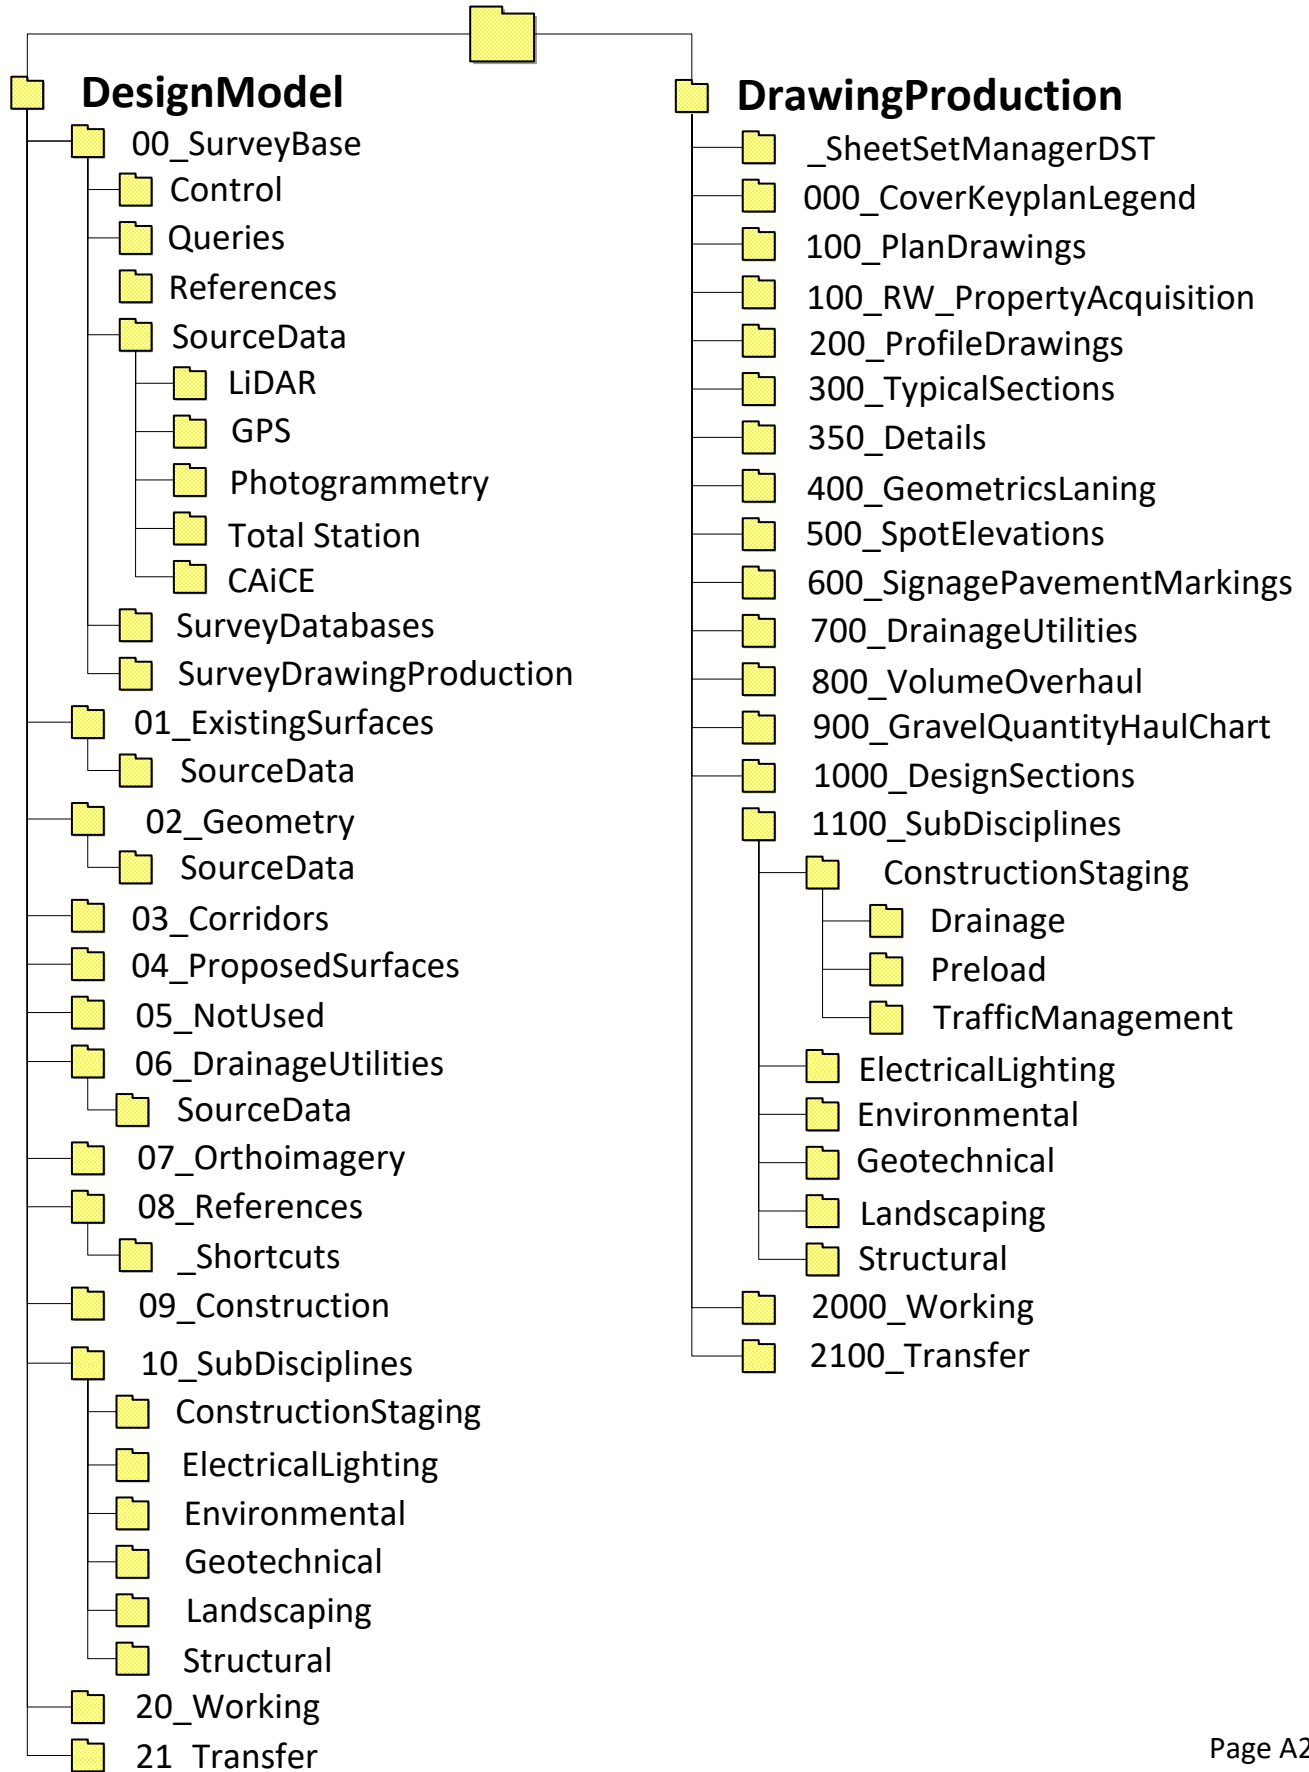 DesignModel
00_SurveyBase
Control
Queries
References
SourceData
LiDAR
GPS
Photogrammetry
Total Station
CAiCE
SurveyDatabases
SurveyDrawingProduction
01_ExistingSurfaces
SourceData
02_Geometry
SourceData
03_Corridors
04_ProposedSurfaces
05_NotUsed
06_DrainageUtilities
SourceData
07_Orthoimagery
08_References
_Shortcuts
09_Construction
10_SubDisciplines
ConstructionStaging
ElectricalLighting
Environmental
Geotechnical
Landscaping
Structural
20_Working
21_Transfer
DrawingProduction
_SheetSetManagerDST
000_CoverKeyplanLegend
100_PlanDrawings
100_RW_PropertyAcquisition
200_ProfileDrawings
300_TypicalSections
350_Details
400_GeometricsLaning
500_SpotElevations
600_SignagePavementMarkings
700_DrainageUtilities
800_VolumeOverhaul
900_GravelQuantityHaulChart
1000_DesignSections
1100_SubDisciplines
ConstructionStaging
Drainage
Preload
TrafficManagement
ElectricalLighting
Environmental
Geotechnical
Landscaping
Structural
2000_Working
2100_Transfer
Page A2